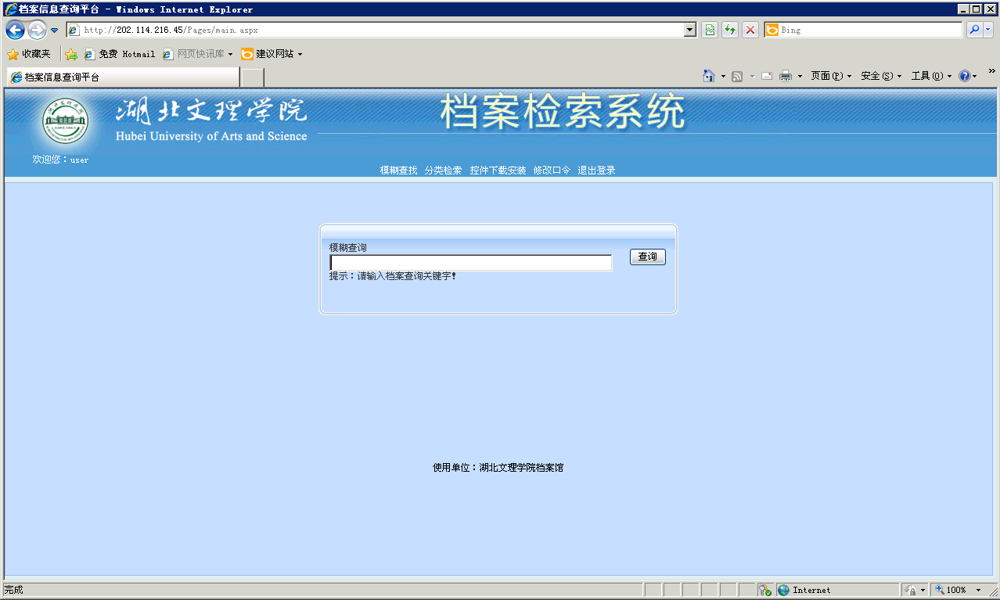 档案信息查询平台 - Windows Internet Explorer
http://202.114.216.45/Pages/main.aspx
Bing
收藏夹 免费 Hotmail 网页快讯库 建议网站
档案信息查询平台
页面(P) 安全(S) 工具(O)
湖北文理学院
Hubei University of Arts and Science
档案检索系统
欢迎您：user
模糊查找 分类检索 控件下载安装 修改口令 退出登录
模糊查询
查询
提示：请输入档案查询关键字!
使用单位：湖北文理学院档案馆
完成 Internet 100%